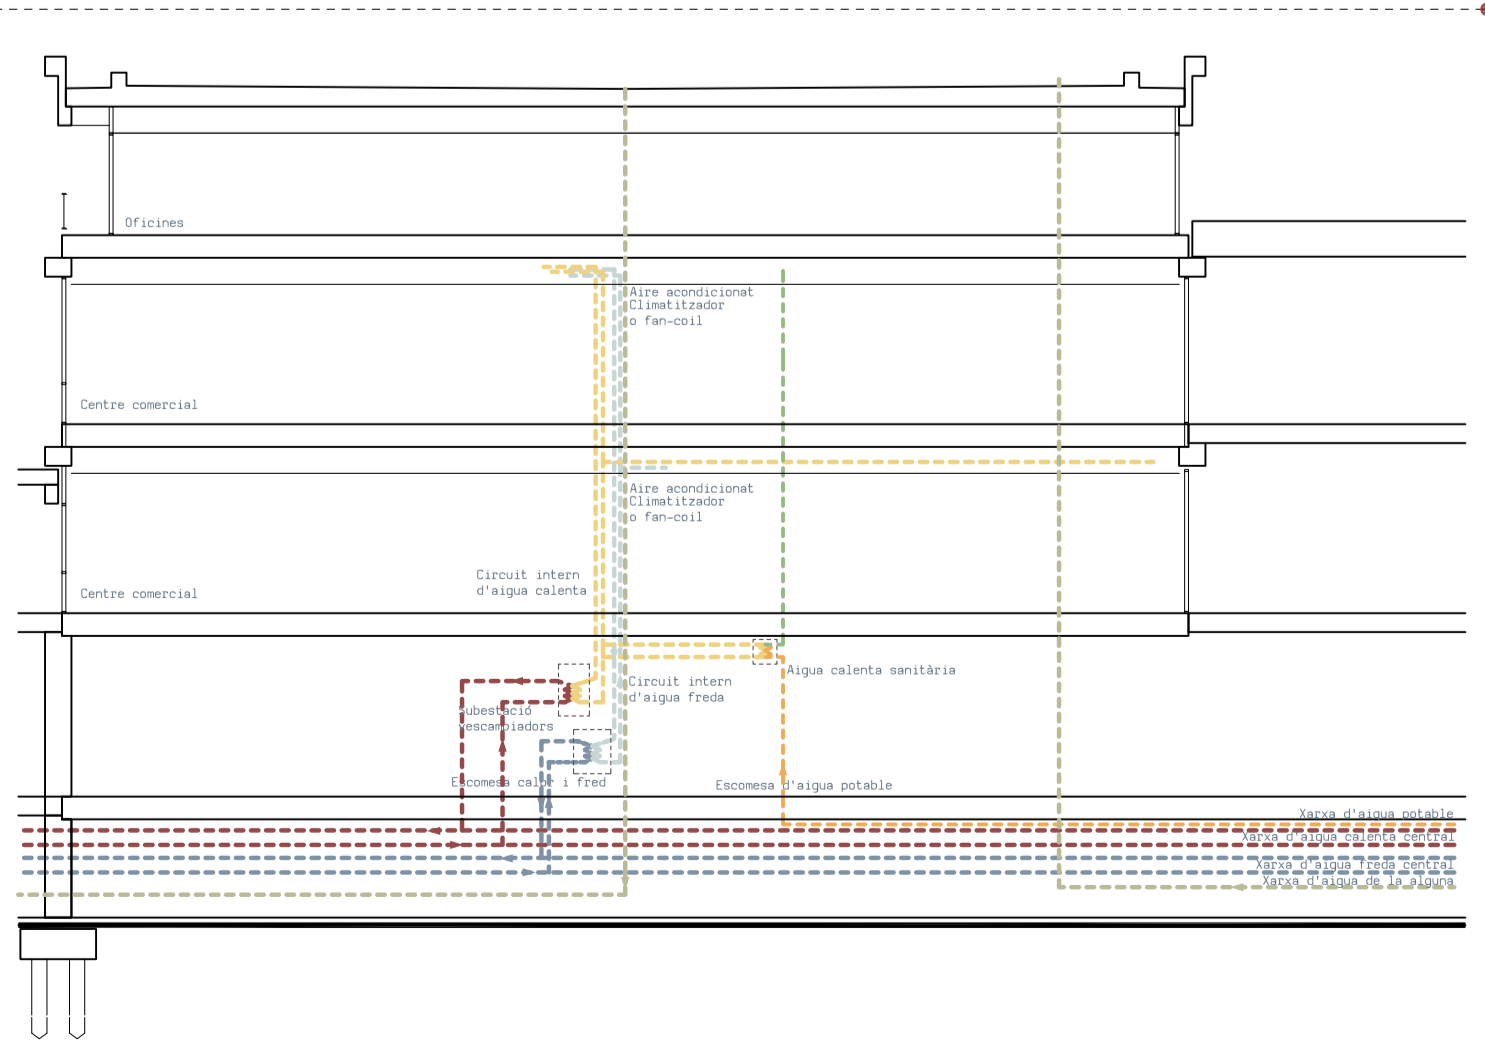 Oficines
Aire acondicionat
Climatitzador
o fan-coil
Centre comercial
Aire acondicionat
Climatitzador
o fan-coil
Circuit intern
d'aigua calenta
Centre comercial
Aigua calenta sanitària
Circuit intern
d'aigua freda
Subestació
vescambiadors
Escomesa calor i fred
Escomesa d'aigua potable
Xarxa d'aigua potable
Xarxa d'aigua calenta central
Xarxa d'aigua freda central
Xarxa d'aigua de la alguna